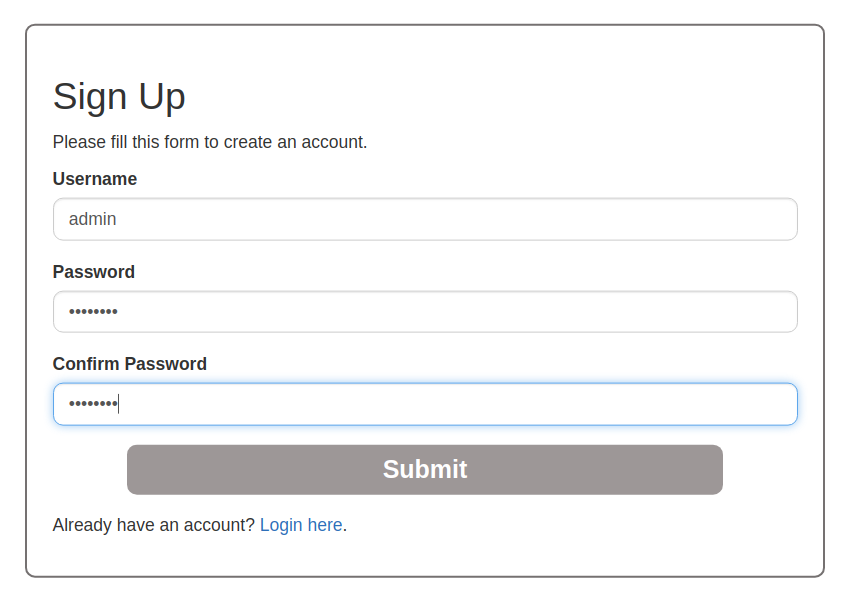 Sign Up
Please fill this form to create an account.
Username
admin
Password
••••••••
Confirm Password
••••••••
Submit
Already have an account? Login here.